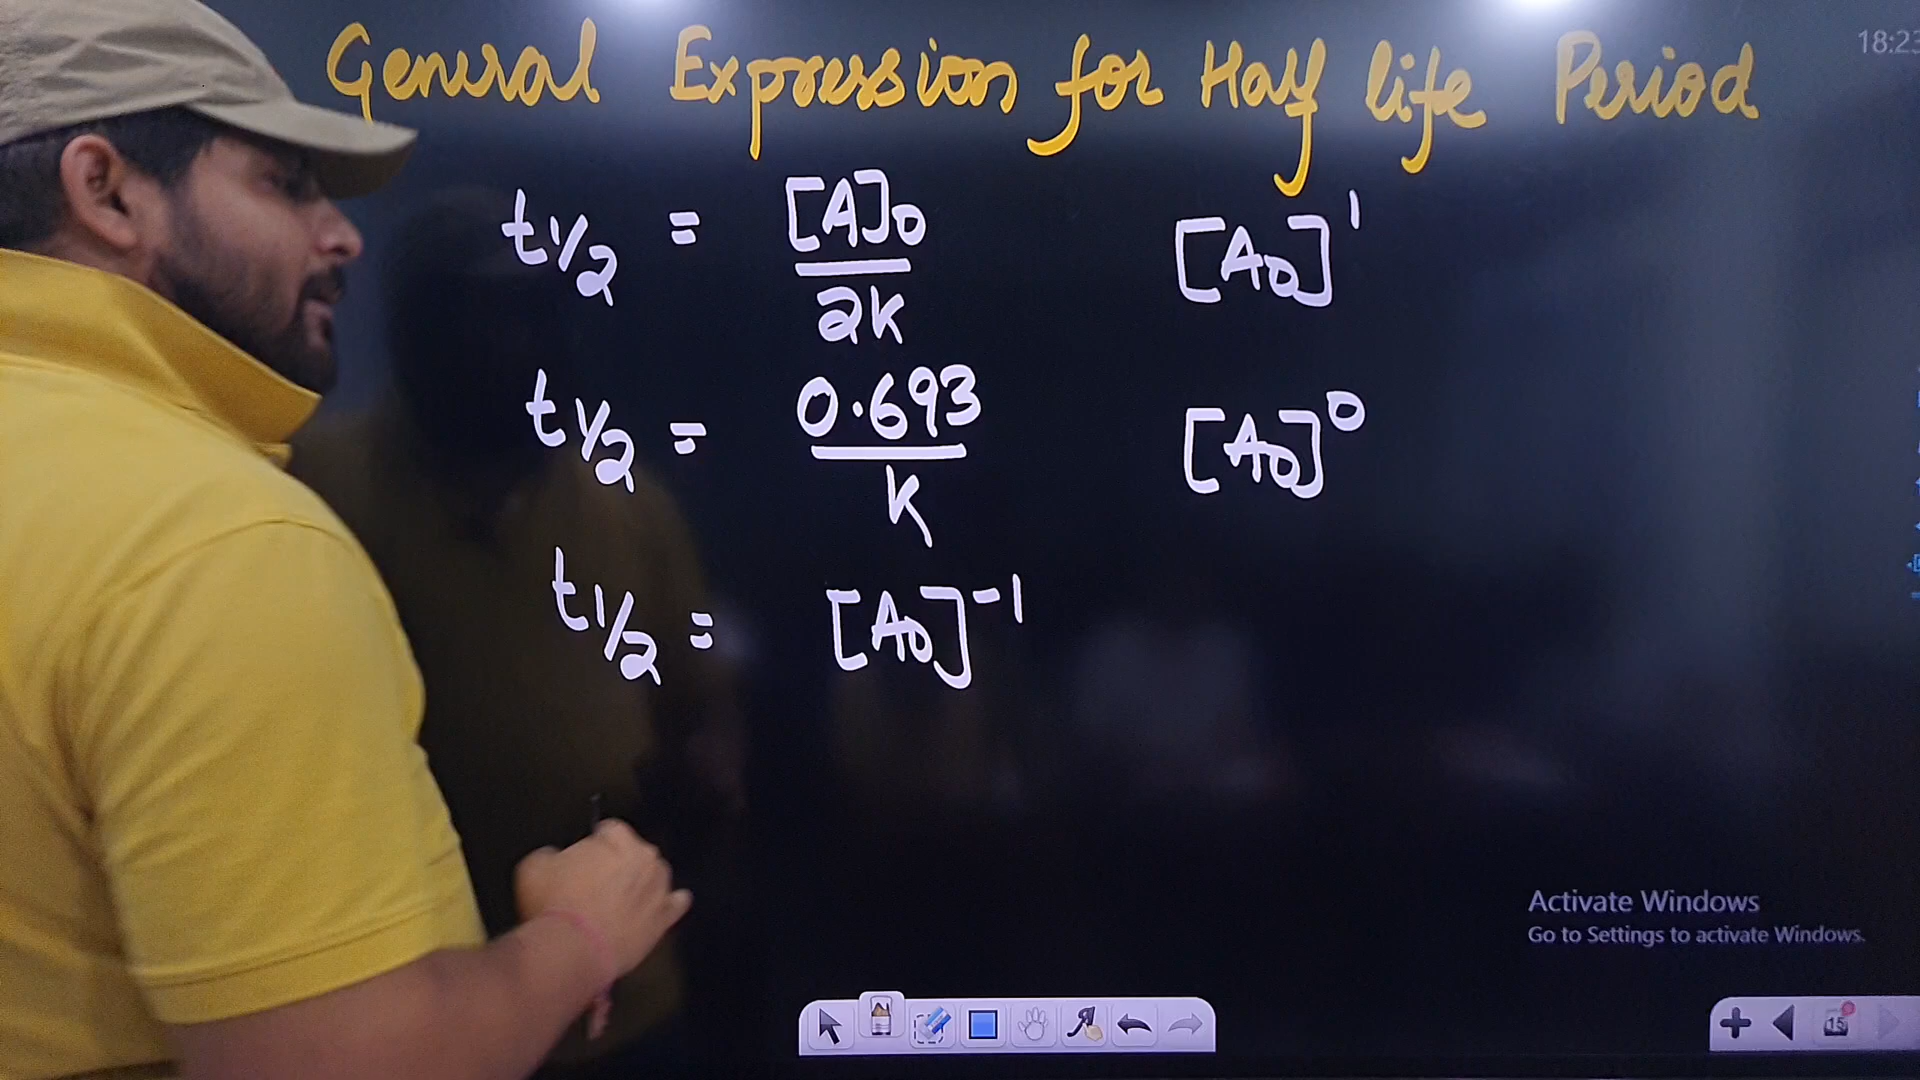 General Expression for Half life Period
18:23
t1/2 = [A]0/2k [A0]^1
t1/2 = 0.693/k [A0]^0
t1/2 = [A0]^-1
Activate Windows
Go to Settings to activate Windows.
15